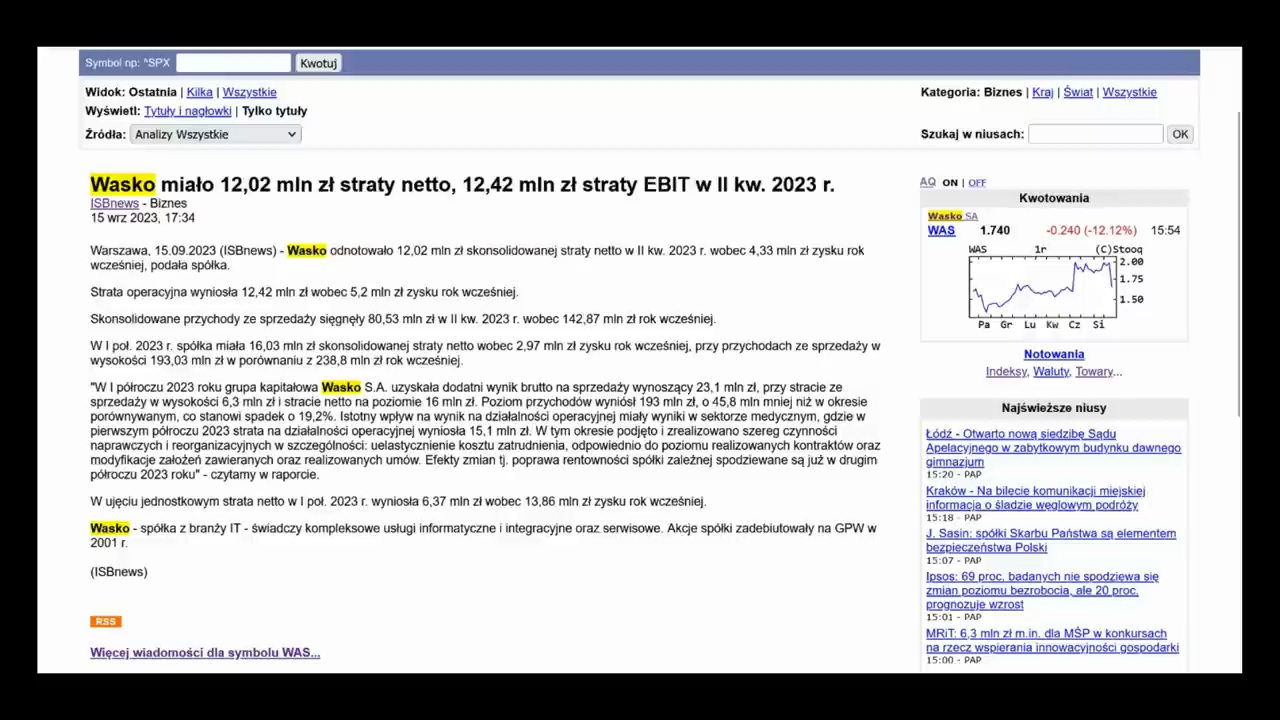 Symbol np: ^SPX Kwotuj
Widok: Ostatnia | Kilka | Wszystkie
Kategoria: Biznes | Kraj | Świat | Wszystkie
Wyświetl: Tytuły i nagłowki | Tylko tytuły
Źródła: Analizy Wszystkie
Szukaj w niusach: OK
Wasko miało 12,02 mln zł straty netto, 12,42 mln zł straty EBIT w II kw. 2023 r.
ISBnews - Biznes
15 wrz 2023, 17:34
Warszawa, 15.09.2023 (ISBnews) - Wasko odnotowało 12,02 mln zł skonsolidowanej straty netto w II kw. 2023 r. wobec 4,33 mln zł zysku rok
wcześniej, podała spółka.
Strata operacyjna wyniosła 12,42 mln zł wobec 5,2 mln zł zysku rok wcześniej.
Skonsolidowane przychody ze sprzedaży sięgnęły 80,53 mln zł w II kw. 2023 r. wobec 142,87 mln zł rok wcześniej.
W I poł. 2023 r. spółka miała 16,03 mln zł skonsolidowanej straty netto wobec 2,97 mln zł zysku rok wcześniej, przy przychodach ze sprzedaży w
wysokości 193,03 mln zł w porównaniu z 238,8 mln zł rok wcześniej.
"W I półroczu 2023 roku grupa kapitałowa Wasko S.A. uzyskała dodatni wynik brutto na sprzedaży wynoszący 23,1 mln zł, przy stracie ze
sprzedaży w wysokości 6,3 mln zł i stracie netto na poziomie 16 mln zł. Poziom przychodów wyniósł 193 mln zł, o 45,8 mln mniej niż w okresie
porównywanym, co stanowi spadek o 19,2%. Istotny wpływ na wynik na działalności operacyjnej miały wyniki w sektorze medycznym, gdzie w
pierwszym półroczu 2023 strata na działalności operacyjnej wyniosła 15,1 mln zł. W tym okresie podjęto i zrealizowano szereg czynności
naprawczych i reorganizacyjnych w szczególności: uelastycznienie kosztu zatrudnienia, odpowiednio do poziomu realizowanych kontraktów oraz
modyfikacje założeń zawieranych oraz realizowanych umów. Efekty zmian tj. poprawa rentowności spółki zależnej spodziewane są już w drugim
półroczu 2023 roku" - czytamy w raporcie.
W ujęciu jednostkowym strata netto w I poł. 2023 r. wyniosła 6,37 mln zł wobec 13,86 mln zł zysku rok wcześniej.
Wasko - spółka z branży IT - świadczy kompleksowe usługi informatyczne i integracyjne oraz serwisowe. Akcje spółki zadebiutowały na GPW w
2001 r.
(ISBnews)
RSS
Więcej wiadomości dla symbolu WAS...
AQ ON | OFF
Kwotowania
Wasko SA
WAS 1.740 -0.240 (-12.12%) 15:54
WAS 1r (C)Stooq
2.00
1.75
1.50
Pa Gr Lu Kw Cz Si
Notowania
Indeksy, Waluty, Towary...
Najświeższe niusy
Łódź - Otwarto nową siedzibę Sądu
Apelacyjnego w zabytkowym budynku dawnego
gimnazjum
15:20 - PAP
Kraków - Na bilecie komunikacji miejskiej
informacja o śladzie węglowym podróży
15:18 - PAP
J. Sasin: spółki Skarbu Państwa są elementem
bezpieczeństwa Polski
15:07 - PAP
Ipsos: 69 proc. badanych nie spodziewa się
zmian poziomu bezrobocia, ale 20 proc.
prognozuje wzrost
15:01 - PAP
MRiT: 6,3 mln zł m.in. dla MŚP w konkursach
na rzecz wspierania innowacyjności gospodarki
15:00 - PAP